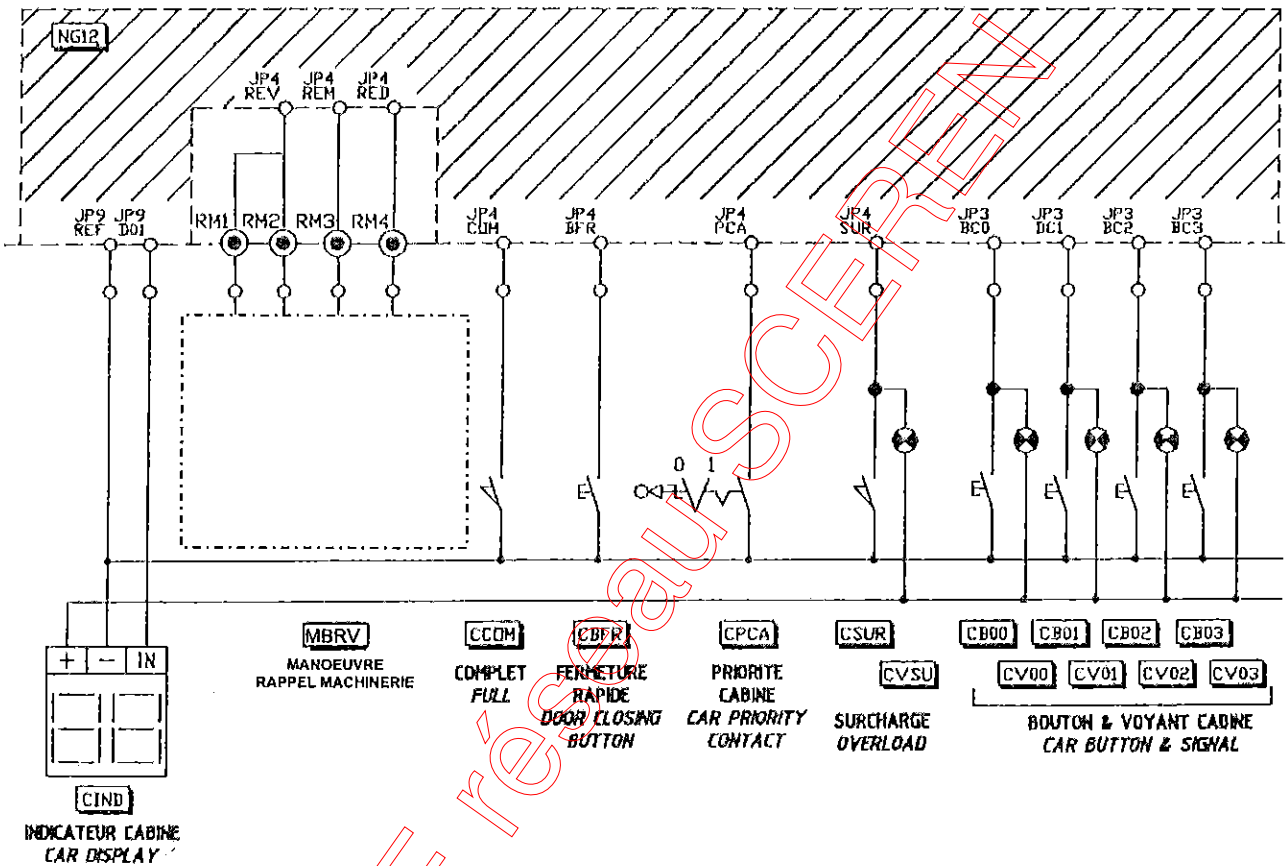 NG12
JP4 JP4 JP4
REV REM RED
JP9 JP9
REF DO1
RM1 RM2 RM3 RM4
JP4
COM
JP4
BFR
JP4
PCA
JP4
SUR
JP3
BC0
JP3
BC1
JP3
BC2
JP3
BC3
0 1
+ - IN
MBRV
MANOEUVRE
RAPPEL MACHINERIE
CCOM
COMPLET
FULL
CBFR
FERMETURE
RAPIDE
DOOR CLOSING
BUTTON
CPCA
PRIORITE
CABINE
CAR PRIORITY
CONTACT
CSUR
CVSU
SURCHARGE
OVERLOAD
CB00 CB01 CB02 CB03
CV00 CV01 CV02 CV03
BOUTON & VOYANT CABINE
CAR BUTTON & SIGNAL
CIND
INDICATEUR CABINE
CAR DISPLAY
réseau SCEREN